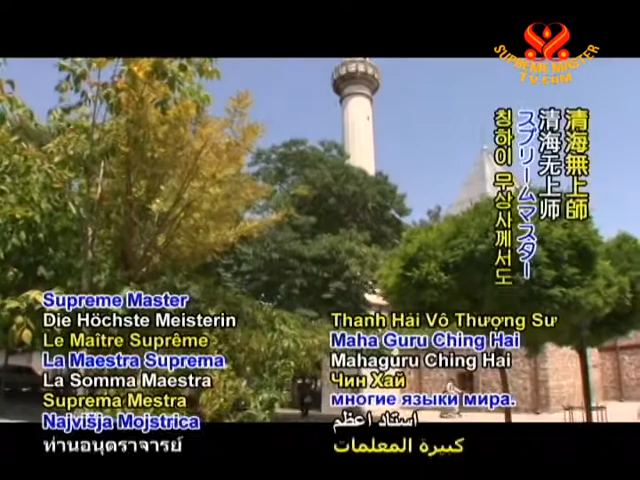 SUPREME MASTER
TV.COM
清海無上師
清海无上师
スプリームマスター
칭하이 무상사께서도
Supreme Master
Die Höchste Meisterin
Le Maître Suprême
La Maestra Suprema
La Somma Maestra
Suprema Mestra
Najvišja Mojstrica
ท่านอนุตราจารย์
Thanh Hải Vô Thượng Sư
Maha Guru Ching Hai
Mahaguru Ching Hai
Чин Хай
многие языки мира.
استاد اعظم
كبيرة المعلمات